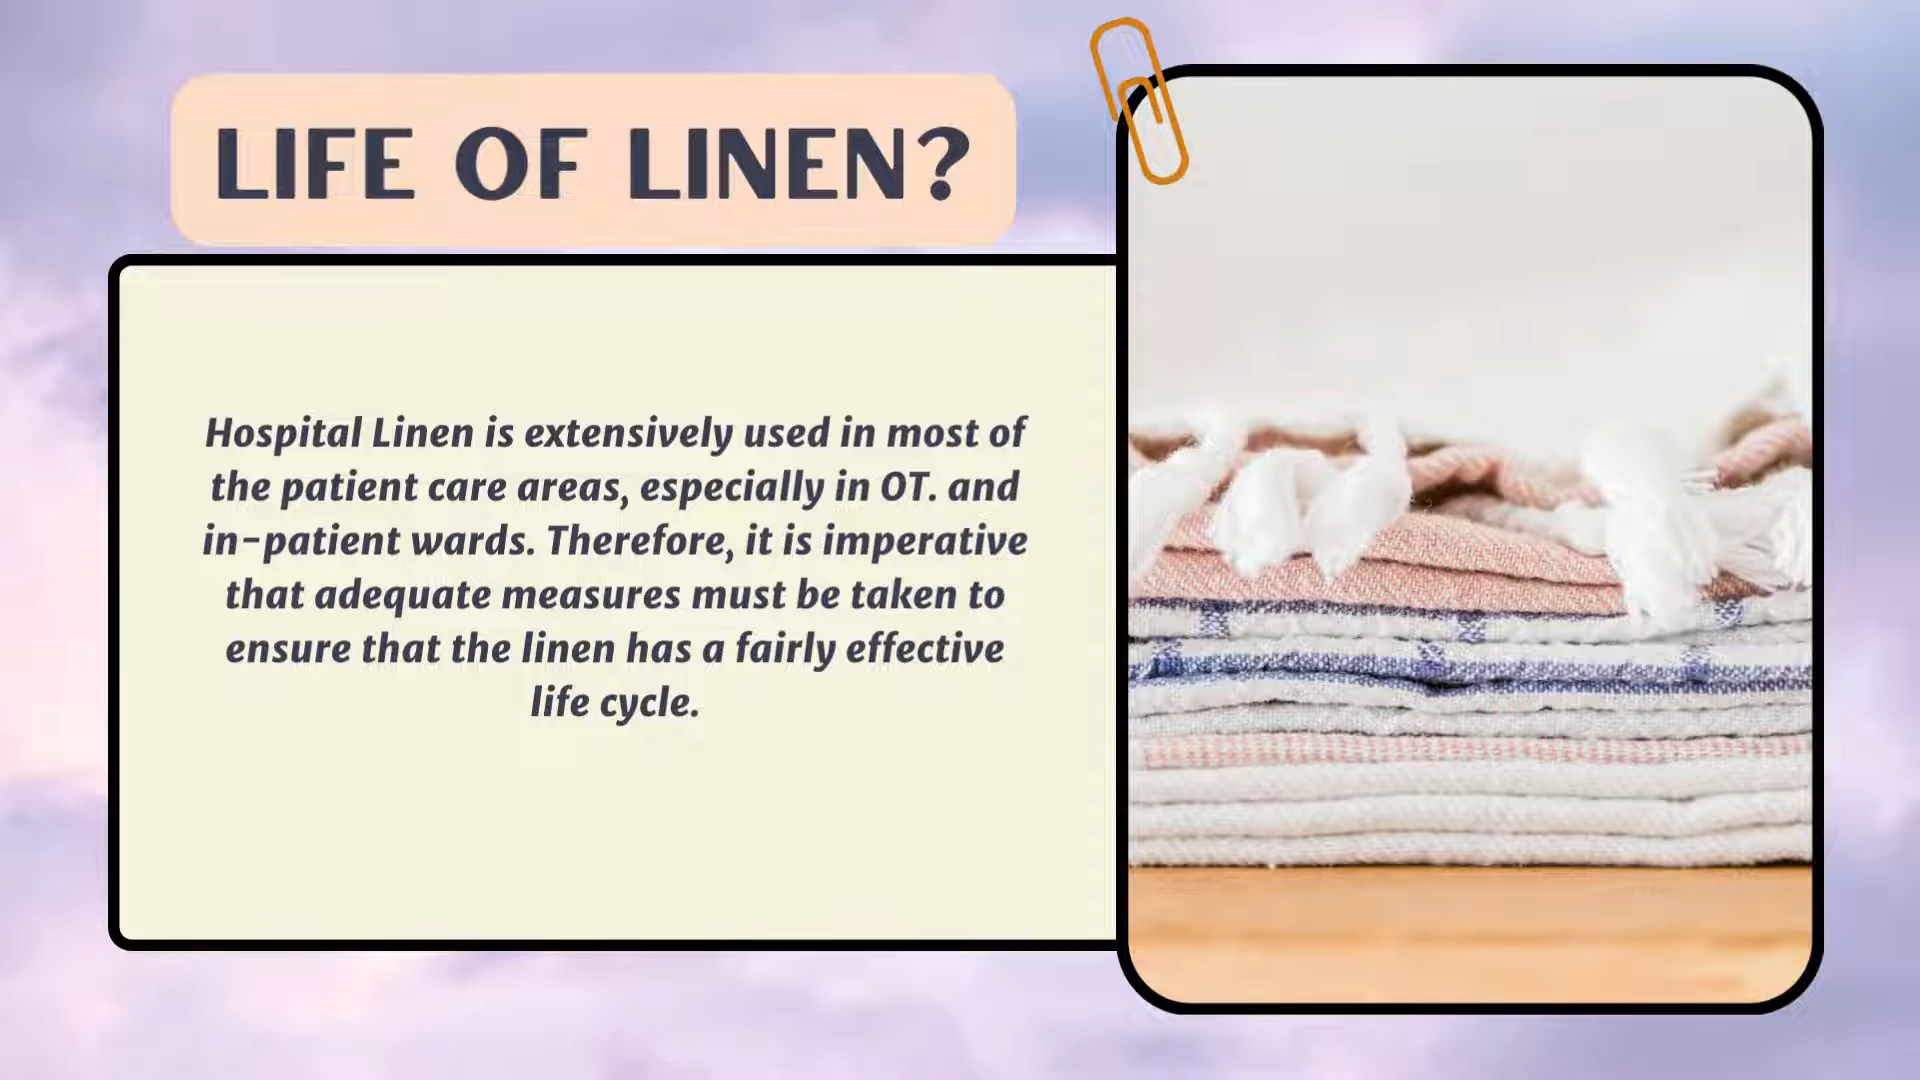 LIFE OF LINEN?
Hospital Linen is extensively used in most of
the patient care areas, especially in OT. and
in-patient wards. Therefore, it is imperative
that adequate measures must be taken to
ensure that the linen has a fairly effective
life cycle.